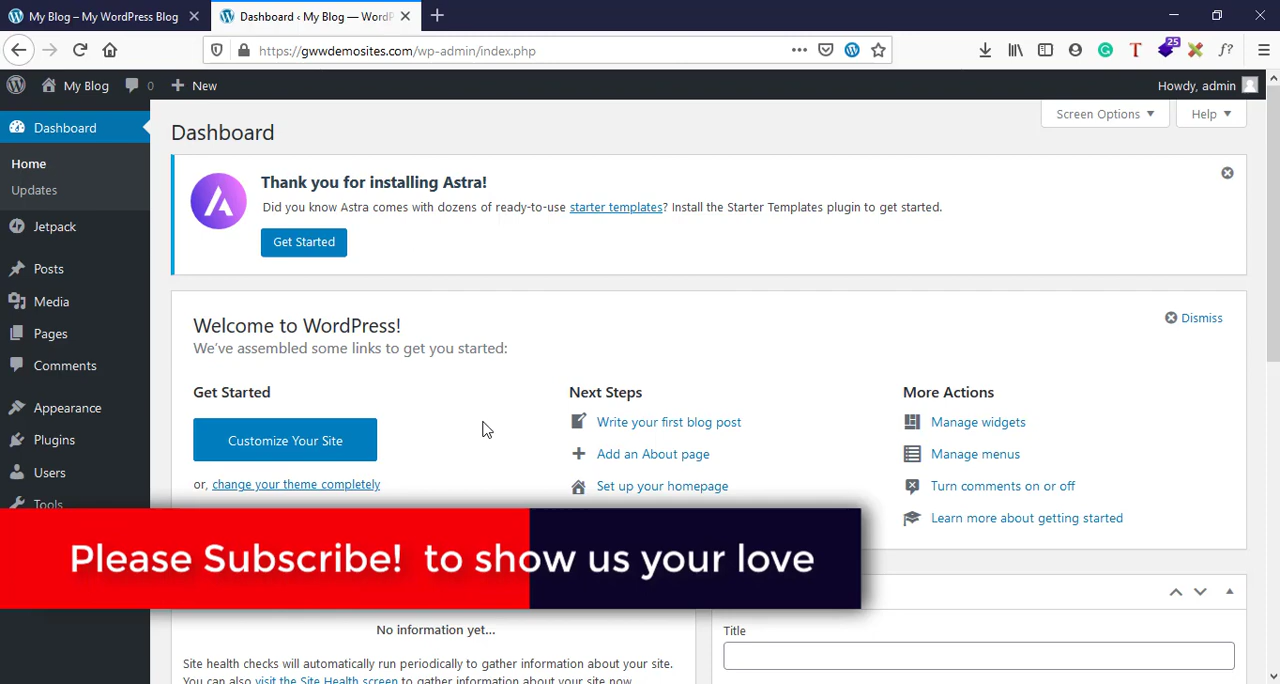 My Blog – My WordPress Blog
Dashboard ‹ My Blog — WordP
https://gwwdemosites.com/wp-admin/index.php
25
T
f?
My Blog
0
New
Howdy, admin
Dashboard
Home
Updates
Jetpack
Posts
Media
Pages
Comments
Appearance
Plugins
Users
Tools
Dashboard
Screen Options
Help
Thank you for installing Astra!
Did you know Astra comes with dozens of ready-to-use starter templates? Install the Starter Templates plugin to get started.
Get Started
Welcome to WordPress!
We've assembled some links to get you started:
Dismiss
Get Started
Customize Your Site
or, change your theme completely
Next Steps
Write your first blog post
Add an About page
Set up your homepage
More Actions
Manage widgets
Manage menus
Turn comments on or off
Learn more about getting started
Please Subscribe! to show us your love
No information yet...
Site health checks will automatically run periodically to gather information about your site.
You can also visit the Site Health screen to gather information about your site now.
Title